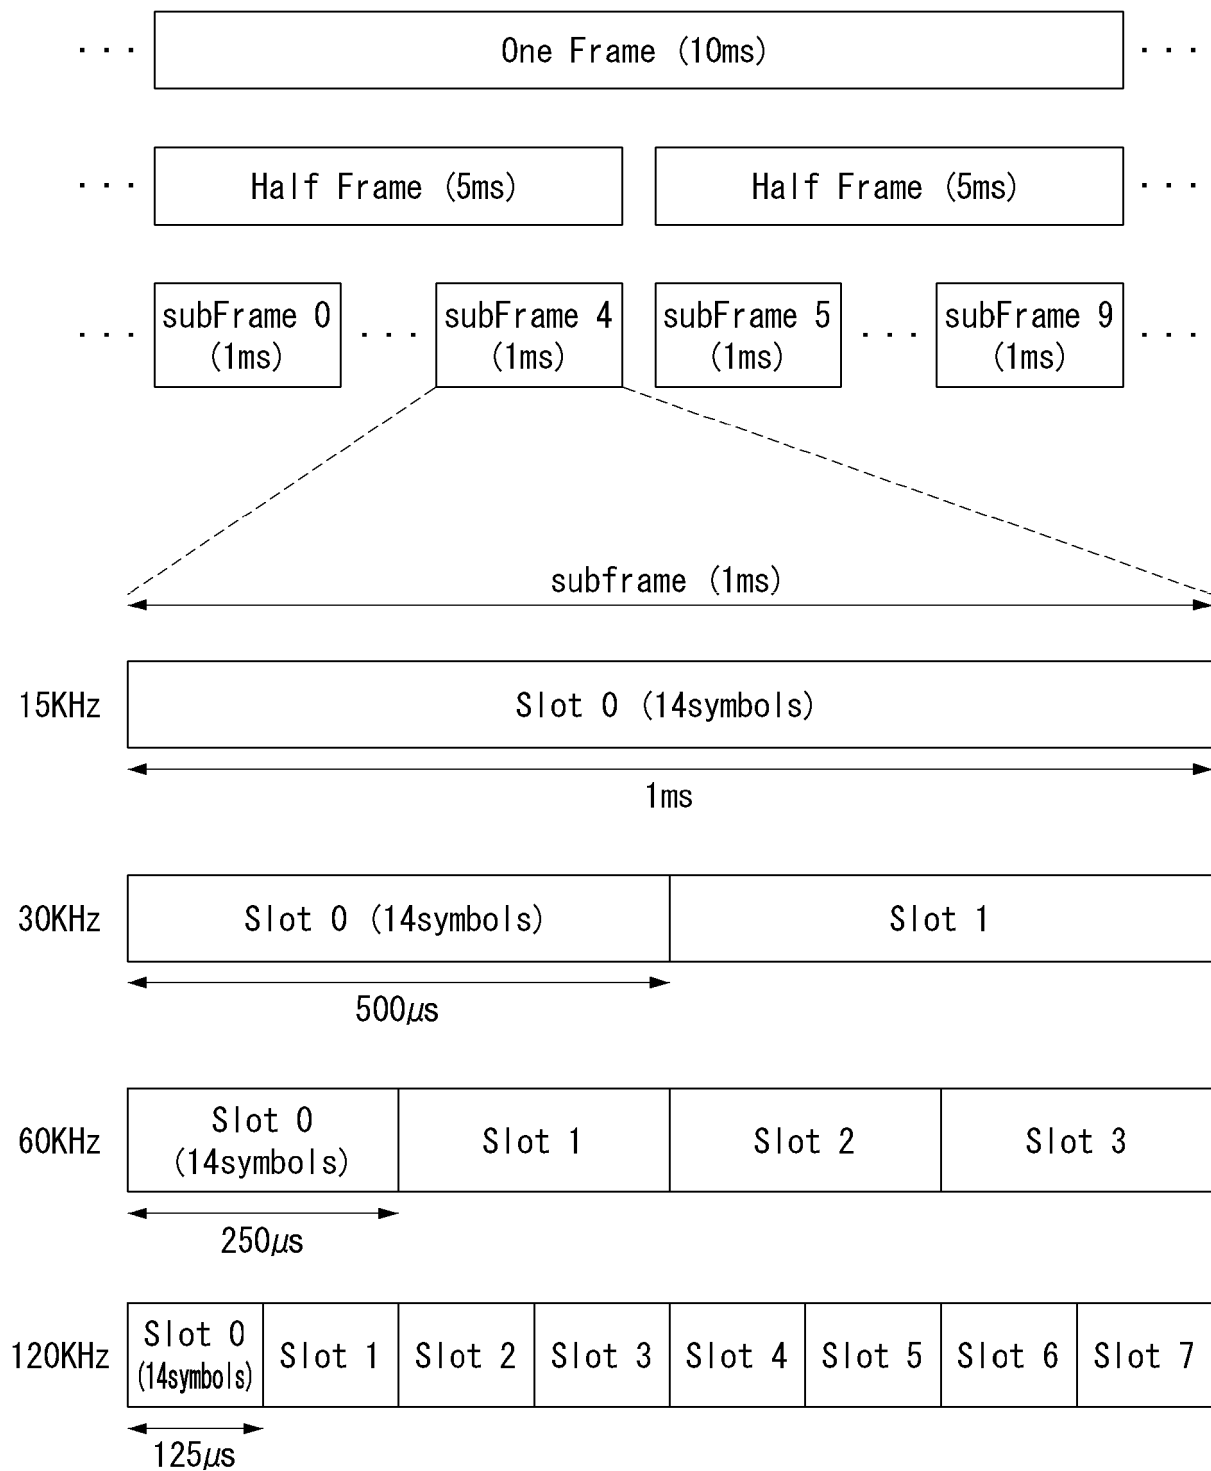 ··· One Frame (10ms) ···
··· Half Frame (5ms) Half Frame (5ms) ···
··· subFrame 0 ··· subFrame 4 subFrame 5 ··· subFrame 9 ···
(1ms) (1ms) (1ms) (1ms)
subframe (1ms)
15KHz Slot 0 (14symbols)
1ms
30KHz Slot 0 (14symbols) Slot 1
500μs
60KHz Slot 0 (14symbols) Slot 1 Slot 2 Slot 3
250μs
120KHz Slot 0 (14symbols) Slot 1 Slot 2 Slot 3 Slot 4 Slot 5 Slot 6 Slot 7
125μs